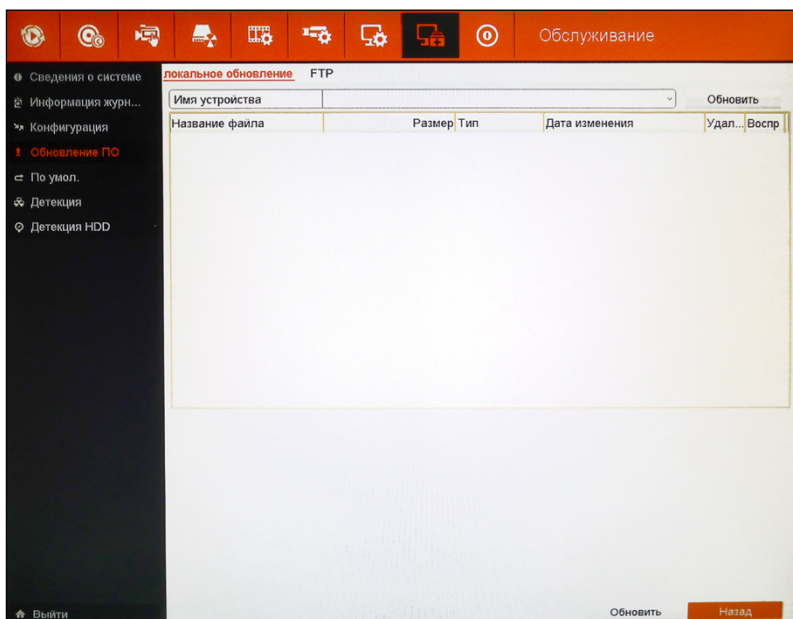 Обслуживание
Сведения о системе
Информация журн...
Конфигурация
Обновление ПО
По умол.
Детекция
Детекция HDD
Выйти
локальное обновление FTP
Имя устройства Обновить
Название файла Размер Тип Дата изменения Удал... Воспр
Обновить Назад